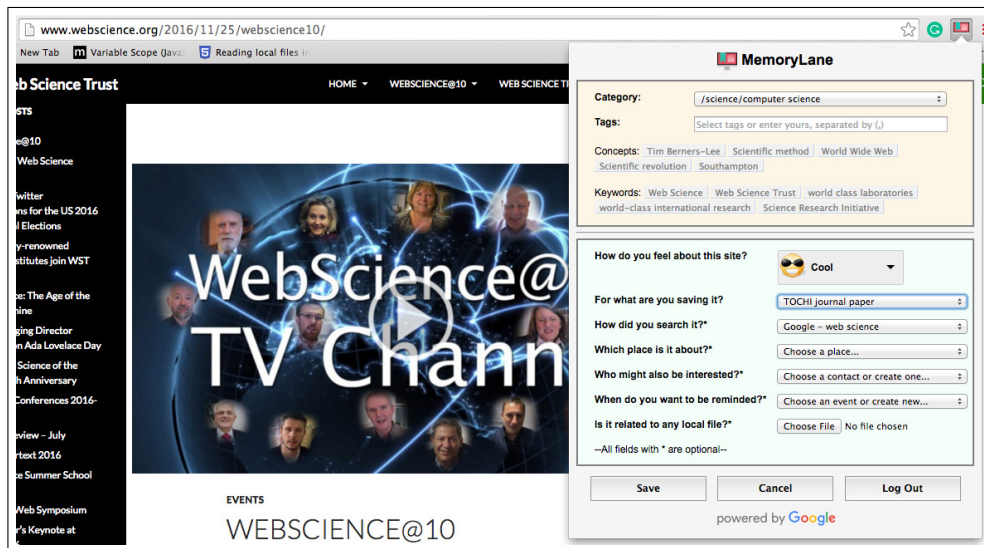 www.webscience.org/2016/11/25/webscience10/
New Tab
m Variable Scope (Java
5 Reading local files in
eb Science Trust
HOME
WEBSCIENCE@10
WEB SCIENCE TR
STS
e@10
Web Science
Twitter
ns for the US 2016
l Elections
y-renowned
stitutes join WST
ce: The Age of the
hine
ging Director
on Ada Lovelace Day
Science of the
h Anniversary
Conferences 2016-
eview – July
rtext 2016
ce Summer School
Web Symposium
r's Keynote at
WebScience@
TV Chann
EVENTS
WEBSCIENCE@10
MemoryLane
Category: /science/computer science
Tags: Select tags or enter yours, separated by (,)
Concepts: Tim Berners-Lee Scientific method World Wide Web
Scientific revolution Southampton
Keywords: Web Science Web Science Trust world class laboratories
world-class international research Science Research Initiative
How do you feel about this site? Cool
For what are you saving it? TOCHI journal paper
How did you search it?* Google – web science
Which place is it about?* Choose a place...
Who might also be interested?* Choose a contact or create one...
When do you want to be reminded?* Choose an event or create new...
Is it related to any local file?* Choose File No file chosen
--All fields with * are optional--
Save Cancel Log Out
powered by Google